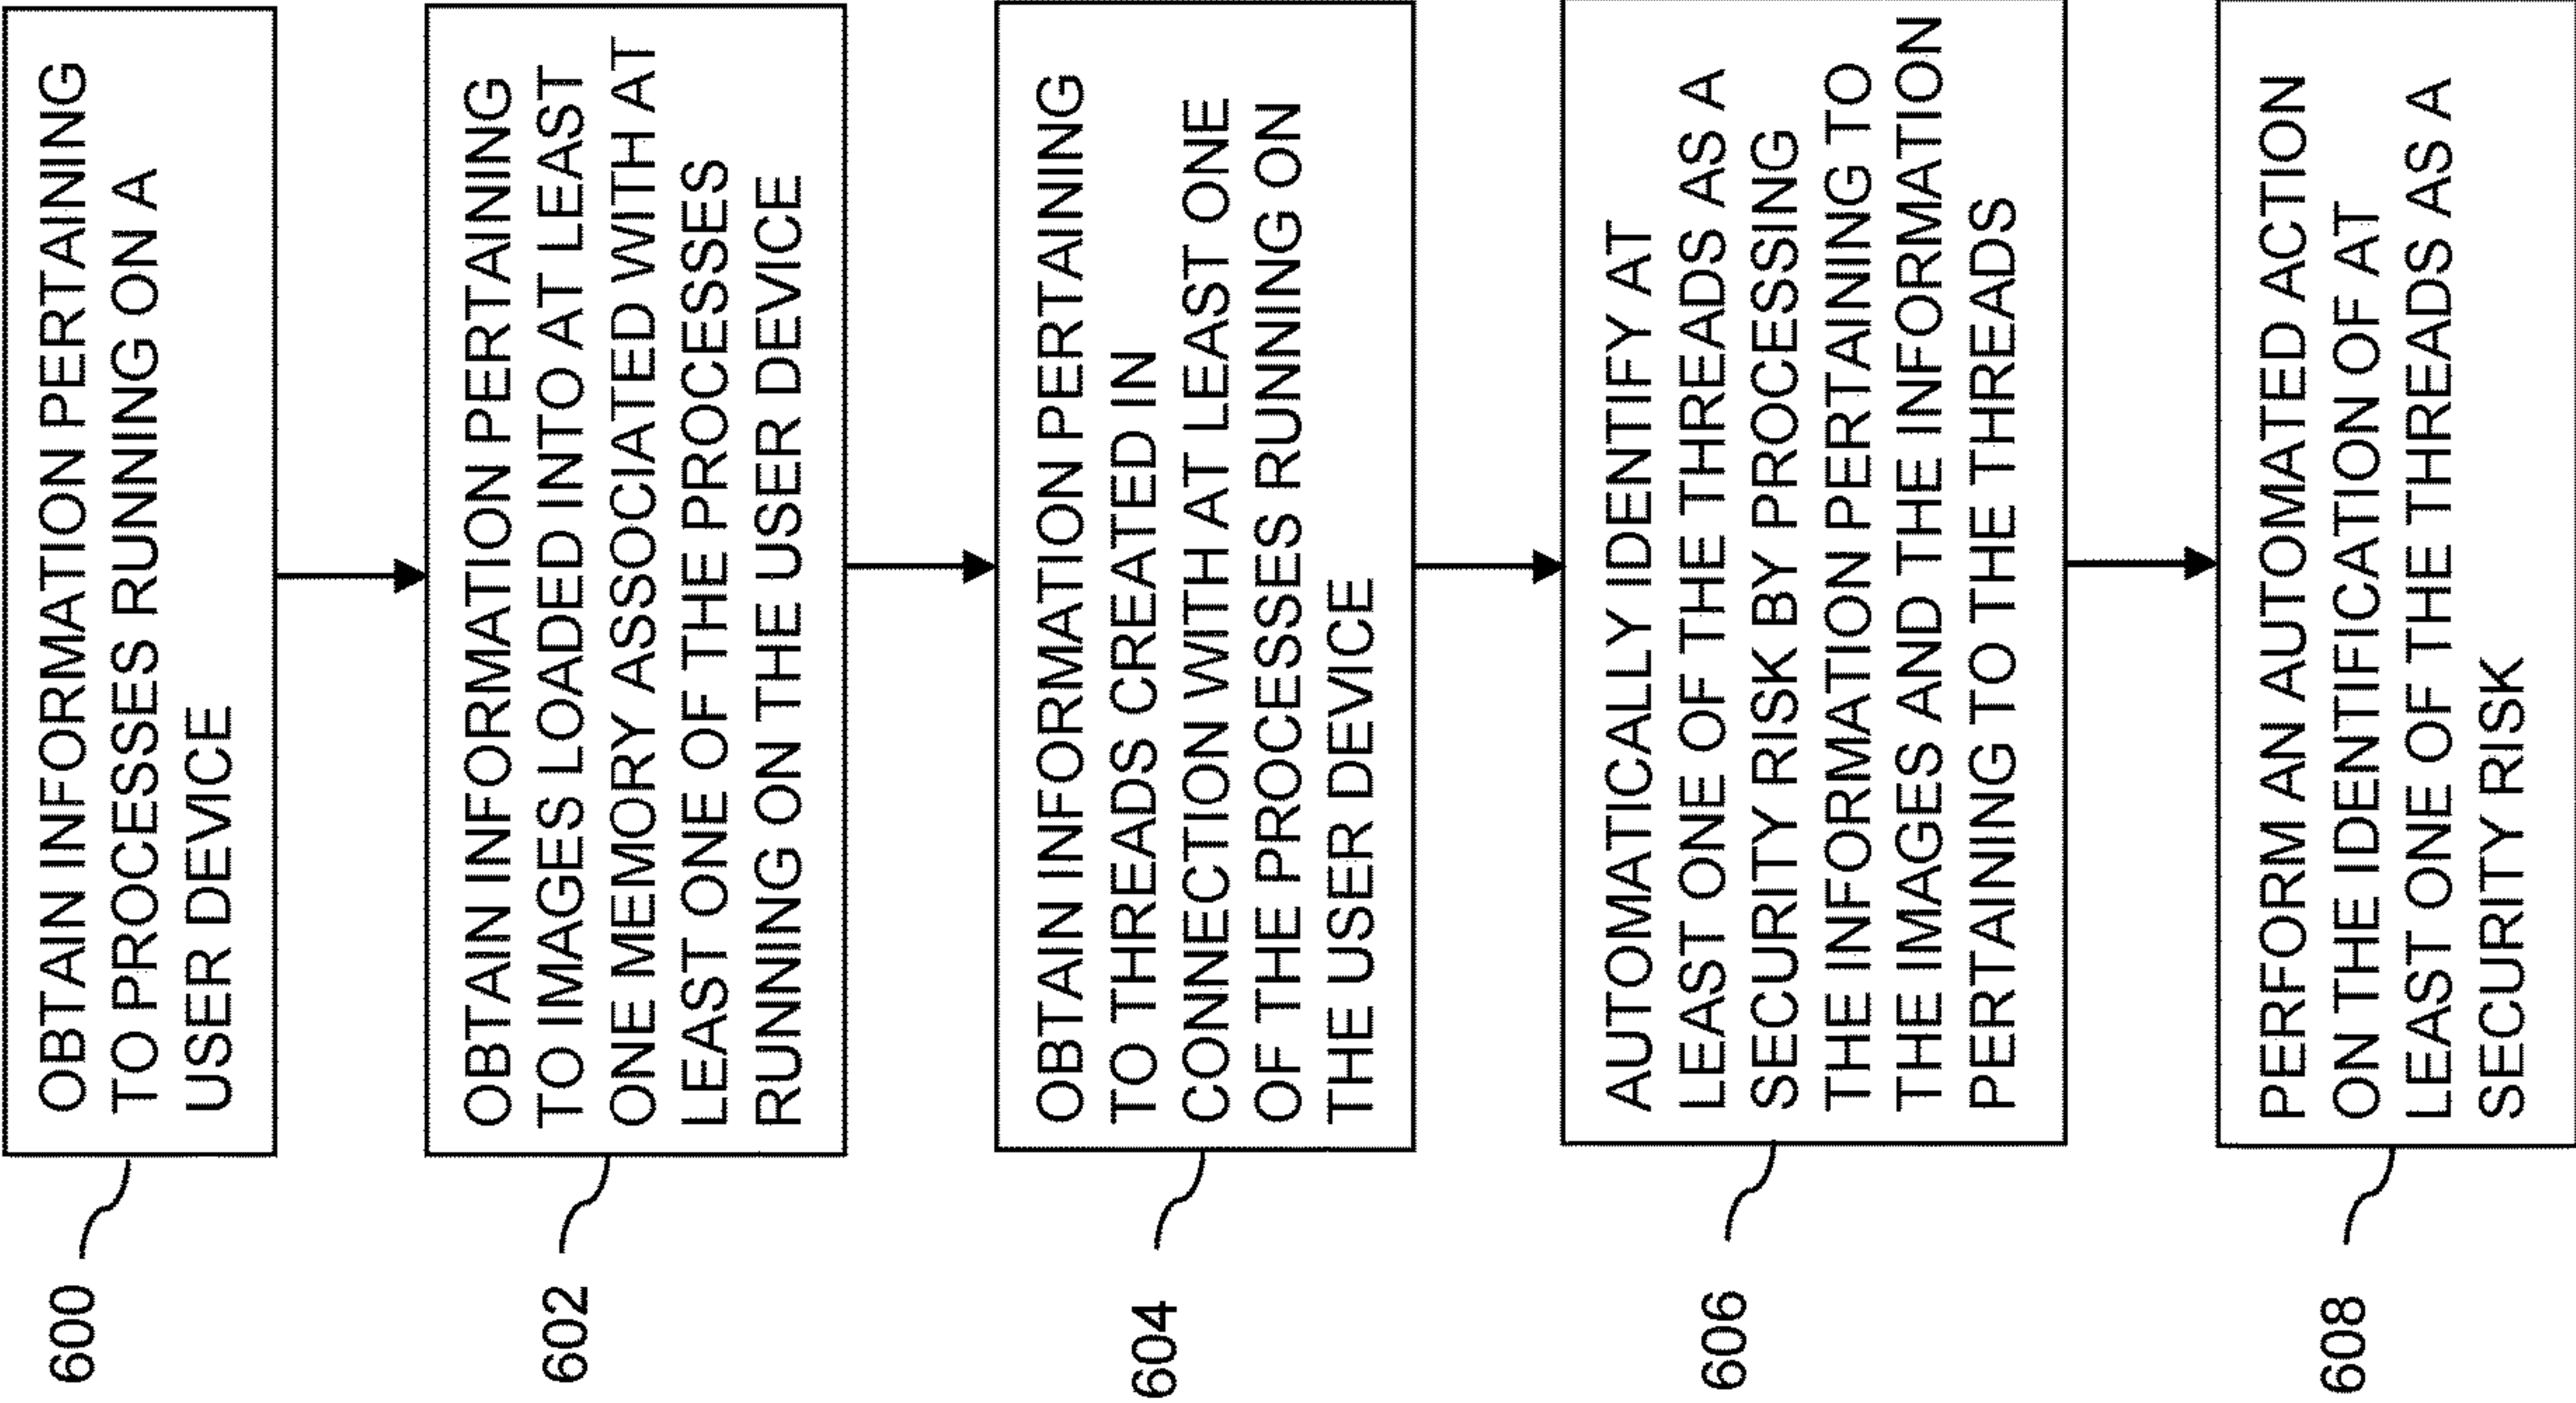 600
OBTAIN INFORMATION PERTAINING
TO PROCESSES RUNNING ON A
USER DEVICE
602
OBTAIN INFORMATION PERTAINING
TO IMAGES LOADED INTO AT LEAST
ONE MEMORY ASSOCIATED WITH AT
LEAST ONE OF THE PROCESSES
RUNNING ON THE USER DEVICE
604
OBTAIN INFORMATION PERTAINING
TO THREADS CREATED IN
CONNECTION WITH AT LEAST ONE
OF THE PROCESSES RUNNING ON
THE USER DEVICE
606
AUTOMATICALLY IDENTIFY AT
LEAST ONE OF THE THREADS AS A
SECURITY RISK BY PROCESSING
THE INFORMATION PERTAINING TO
THE IMAGES AND THE INFORMATION
PERTAINING TO THE THREADS
608
PERFORM AN AUTOMATED ACTION
ON THE IDENTIFICATION OF AT
LEAST ONE OF THE THREADS AS A
SECURITY RISK